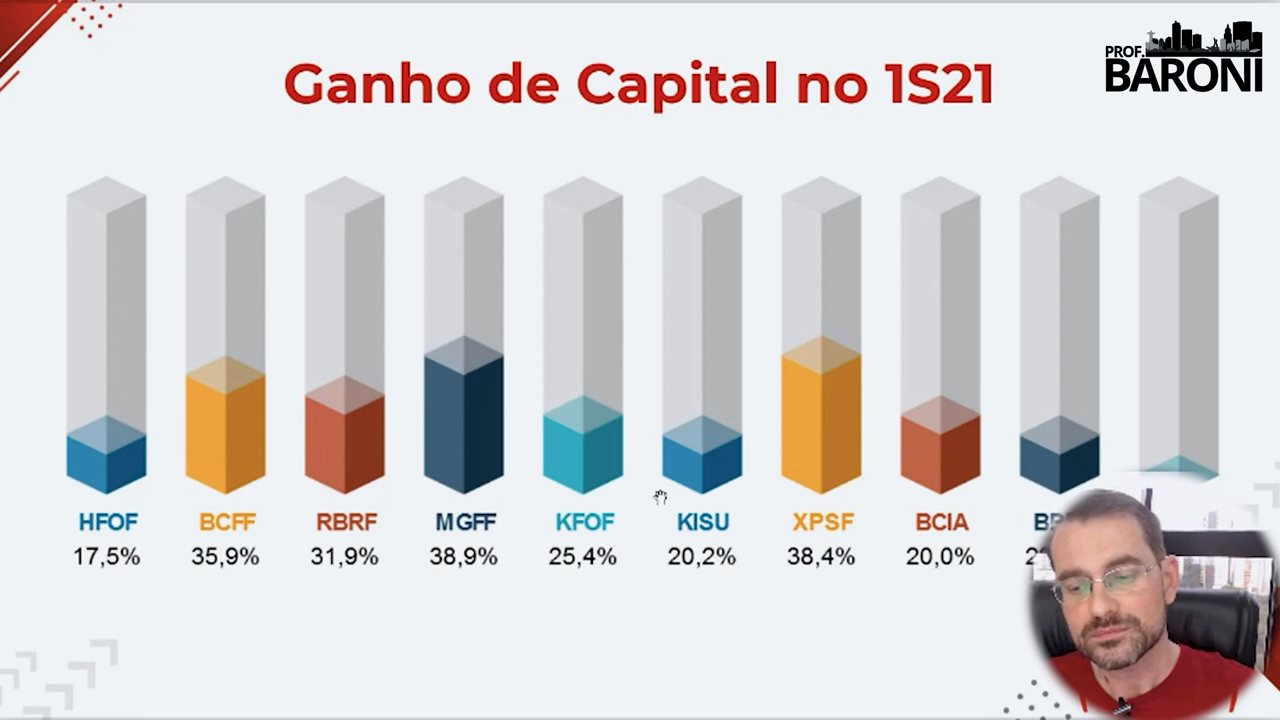 PROF.
BARONI
Ganho de Capital no 1S21
HFOF BCFF RBRF MGFF KFOF KISU XPSF BCIA
17,5% 35,9% 31,9% 38,9% 25,4% 20,2% 38,4% 20,0%